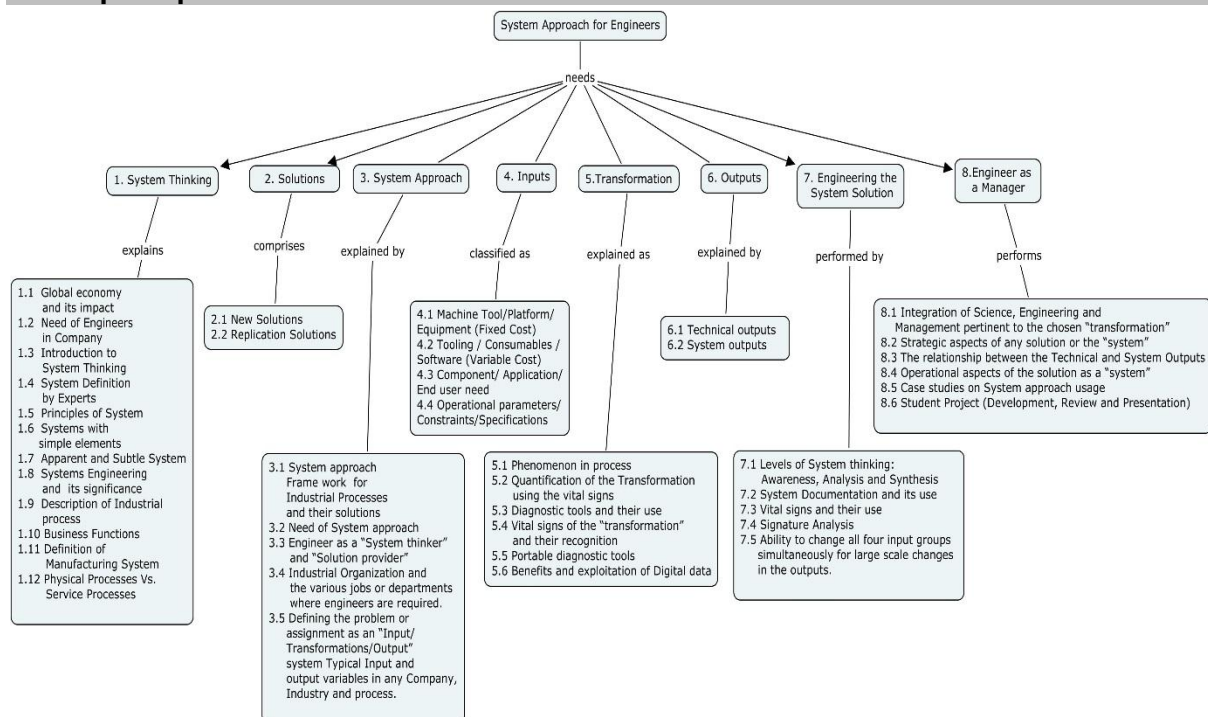 System Approach for Engineers
needs
1. System Thinking
2. Solutions
3. System Approach
4. Inputs
5.Transformation
6. Outputs
7. Engineering the
System Solution
8.Engineer as
a Manager
explains
comprises
explained by
classified as
explained as
explained by
performed by
performs
1.1 Global economy
and its impact
1.2 Need of Engineers
in Company
1.3 Introduction to
System Thinking
1.4 System Definition
by Experts
1.5 Principles of System
1.6 Systems with
simple elements
1.7 Apparent and Subtle System
1.8 Systems Engineering
and its significance
1.9 Description of Industrial
process
1.10 Business Functions
1.11 Definition of
Manufacturing System
1.12 Physical Processes Vs.
Service Processes
2.1 New Solutions
2.2 Replication Solutions
3.1 System approach
Frame work for
Industrial Processes
and their solutions
3.2 Need of System approach
3.3 Engineer as a “System thinker”
and “Solution provider”
3.4 Industrial Organization and
the various jobs or departments
where engineers are required.
3.5 Defining the problem or
assignment as an “Input/
Transformations/Output”
system Typical Input and
output variables in any Company,
Industry and process.
4.1 Machine Tool/Platform/
Equipment (Fixed Cost)
4.2 Tooling / Consumables /
Software (Variable Cost)
4.3 Component/ Application/
End user need
4.4 Operational parameters/
Constraints/Specifications
5.1 Phenomenon in process
5.2 Quantification of the Transformation
using the vital signs
5.3 Diagnostic tools and their use
5.4 Vital signs of the “transformation”
and their recognition
5.5 Portable diagnostic tools
5.6 Benefits and exploitation of Digital data
6.1 Technical outputs
6.2 System outputs
7.1 Levels of System thinking:
Awareness, Analysis and Synthesis
7.2 System Documentation and its use
7.3 Vital signs and their use
7.4 Signature Analysis
7.5 Ability to change all four input groups
simultaneously for large scale changes
in the outputs.
8.1 Integration of Science, Engineering and
Management pertinent to the chosen “transformation”
8.2 Strategic aspects of any solution or the “system”
8.3 The relationship between the Technical and System Outputs
8.4 Operational aspects of the solution as a “system”
8.5 Case studies on System approach usage
8.6 Student Project (Development, Review and Presentation)